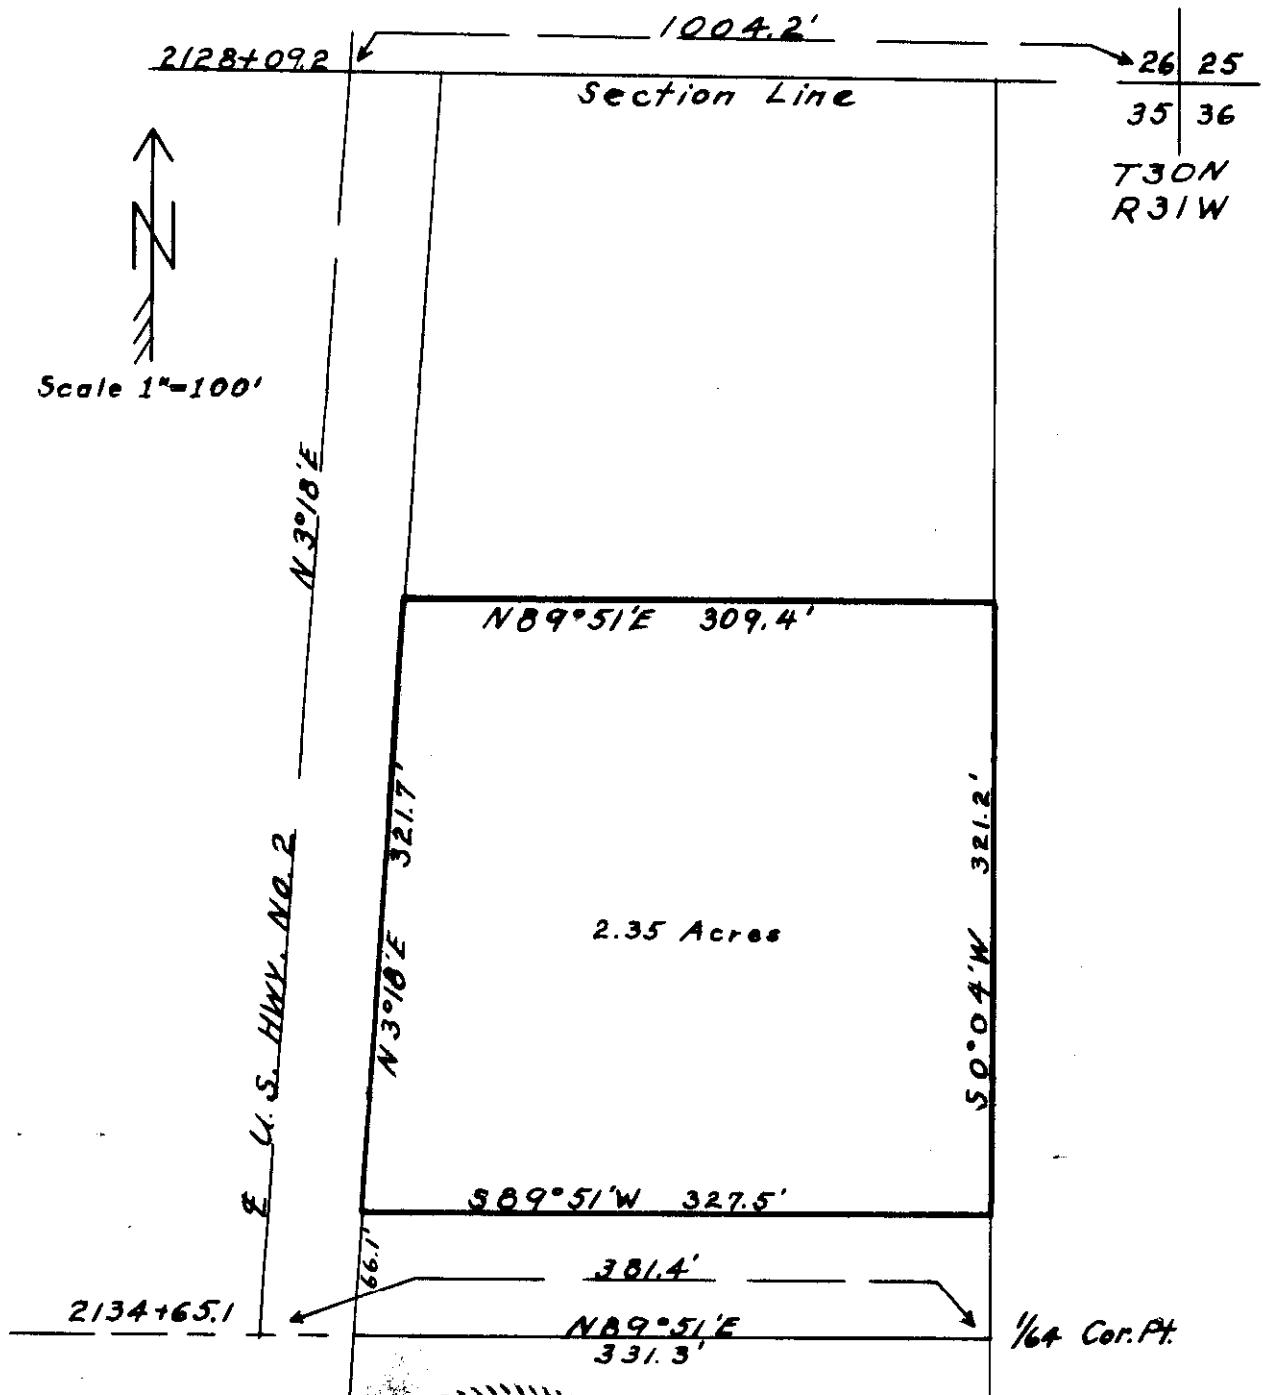 1004.2'
2128+09.2
Section Line
26 25
35 36
T30N
R31W
N
Scale 1"=100'
N3°18'E
N89°51'E 309.4'
N3°18'E 321.7'
S0°04'W 321.2'
2.35 Acres
℄ U.S. HWY. NO. 2
S89°51'W 327.5'
66.1'
381.4'
2134+65.1
N89°51'E
331.3'
1/64 Cor. Pt.